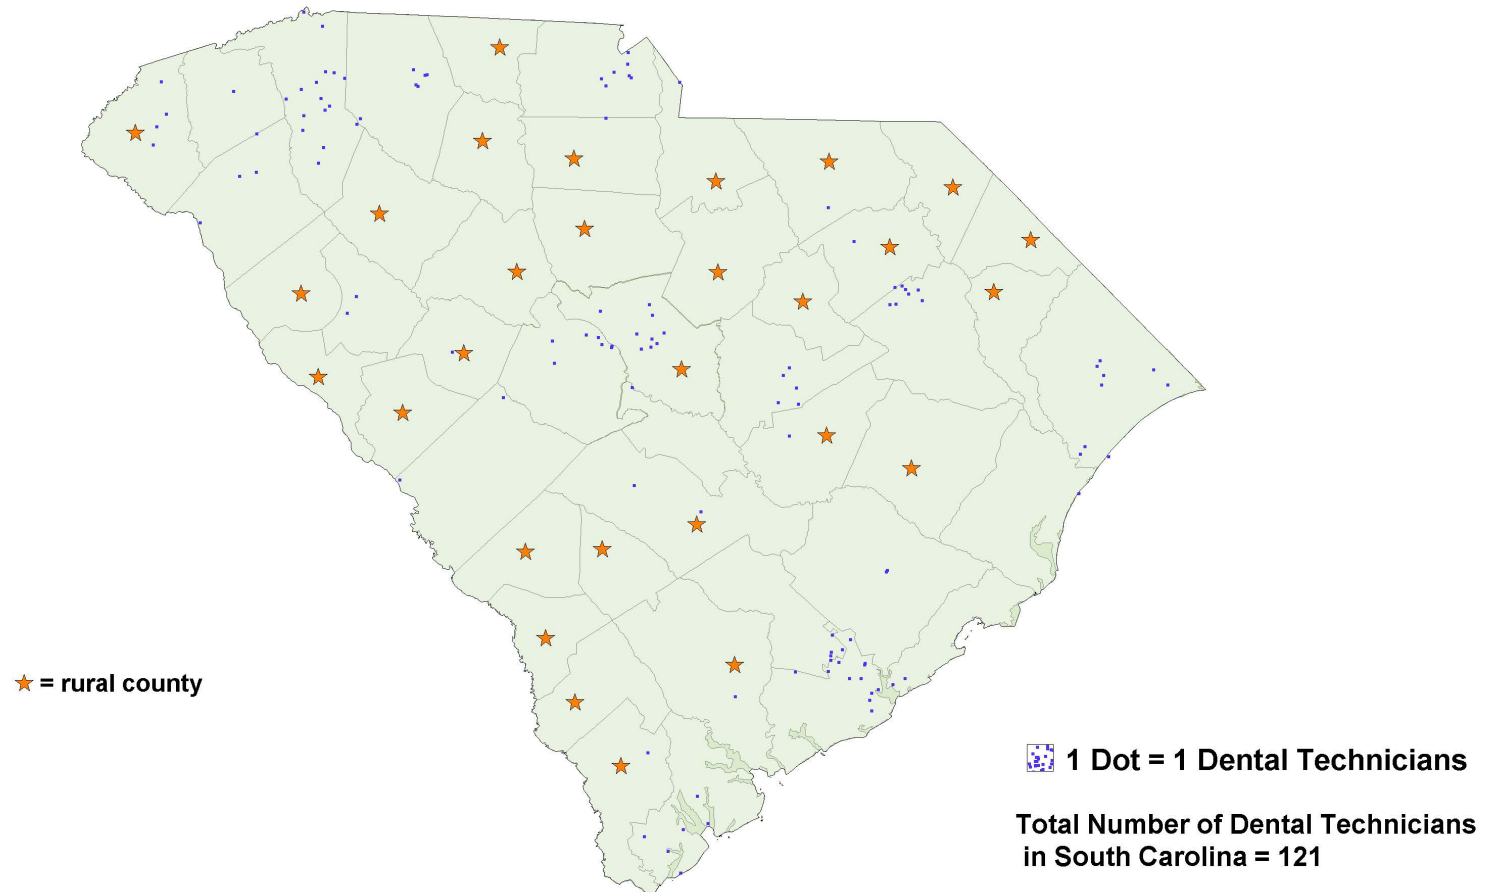 = rural county
1 Dot = 1 Dental Technicians
Total Number of Dental Technicians
in South Carolina = 121